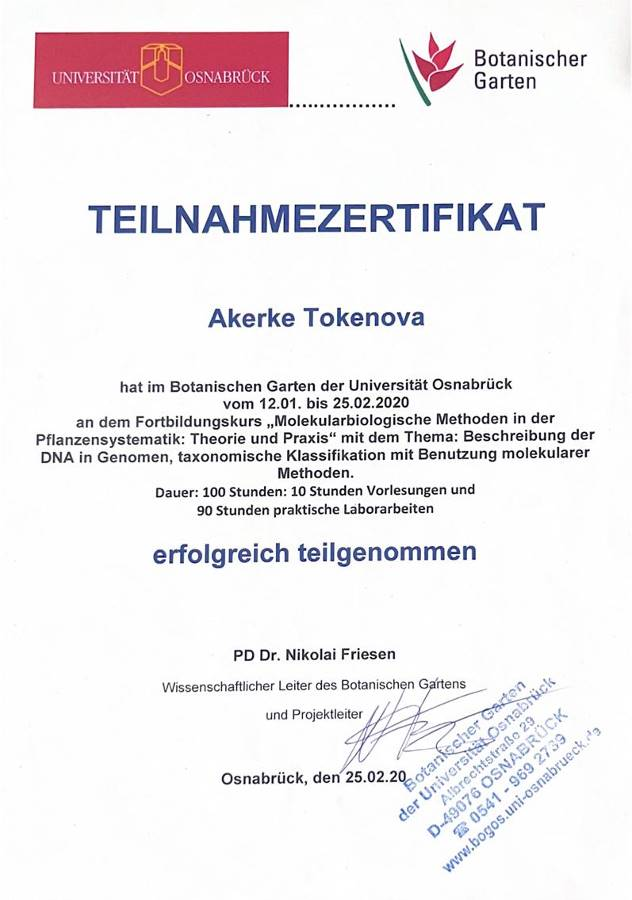 UNIVERSITÄT OSNABRÜCK
Botanischer
Garten
TEILNAHMEZERTIFIKAT
Akerke Tokenova
hat im Botanischen Garten der Universität Osnabrück
vom 12.01. bis 25.02.2020
an dem Fortbildungskurs „Molekularbiologische Methoden in der
Pflanzensystematik: Theorie und Praxis“ mit dem Thema: Beschreibung der
DNA in Genomen, taxonomische Klassifikation mit Benutzung molekularer
Methoden.
Dauer: 100 Stunden: 10 Stunden Vorlesungen und
90 Stunden praktische Laborarbeiten
erfolgreich teilgenommen
PD Dr. Nikolai Friesen
Wissenschaftlicher Leiter des Botanischen Gartens
und Projektleiter
Osnabrück, den 25.02.20
Botanischer Garten
der Universität Osnabrück
Albrechtstraße 29
D-49076 OSNABRÜCK
☎ 0541 - 969 2739
www.bogos.uni-osnabrueck.de